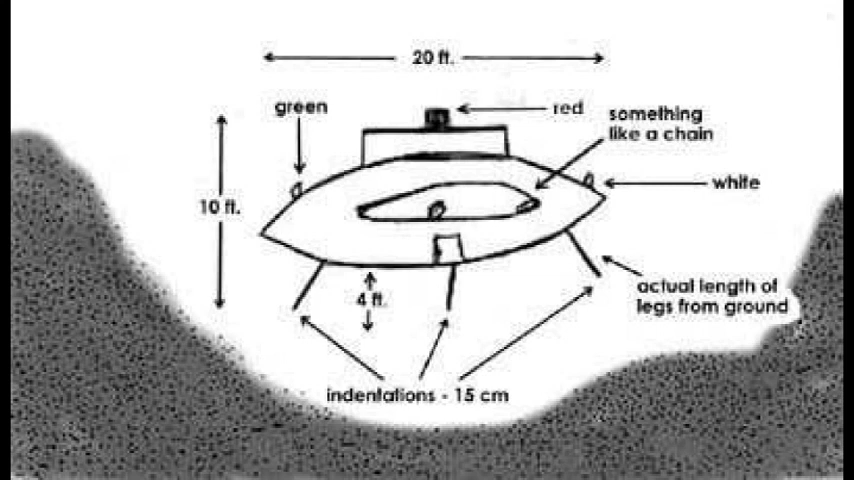 20 ft.
green
red
something
like a chain
white
10 ft.
actual length of
legs from ground
4 ft.
indentations - 15 cm